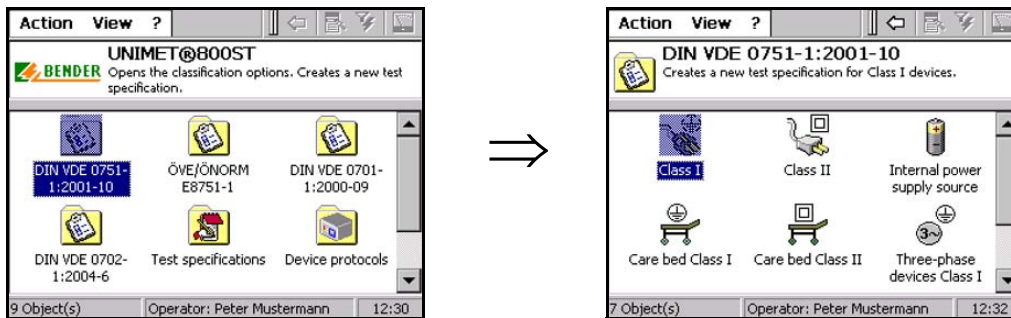 Action View ?
UNIMET®800ST
BENDER Opens the classification options. Creates a new test
specification.
DIN VDE 0751-
1:2001-10
ÖVE/ÖNORM
E8751-1
DIN VDE 0701-
1:2000-09
DIN VDE 0702-
1:2004-6
Test specifications
Device protocols
9 Object(s) Operator: Peter Mustermann 12:30
Action View ?
DIN VDE 0751-1:2001-10
Creates a new test specification for Class I devices.
Class I
Class II
Internal power
supply source
Care bed Class I
Care bed Class II
3~
Three-phase
devices Class I
7 Object(s) Operator: Peter Mustermann 12:32